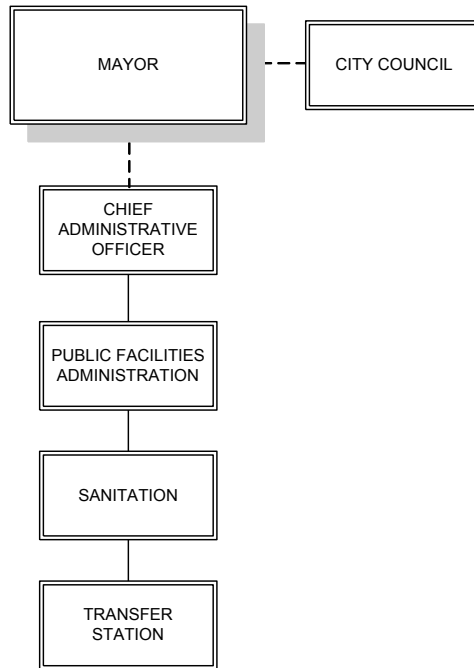 MAYOR
CITY COUNCIL
CHIEF
ADMINISTRATIVE
OFFICER
PUBLIC FACILITIES
ADMINISTRATION
SANITATION
TRANSFER
STATION